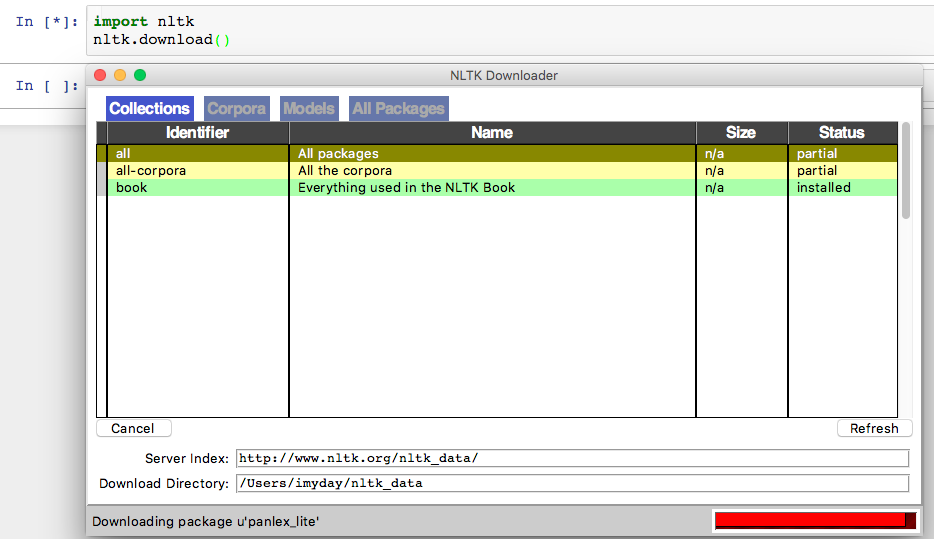 In [*]: import nltk
nltk.download()
In [ ]:
NLTK Downloader
Collections Corpora Models All Packages
Identifier Name Size Status
all All packages n/a partial
all-corpora All the corpora n/a partial
book Everything used in the NLTK Book n/a installed
Cancel Refresh
Server Index: http://www.nltk.org/nltk_data/
Download Directory: /Users/imyday/nltk_data
Downloading package u'panlex_lite'